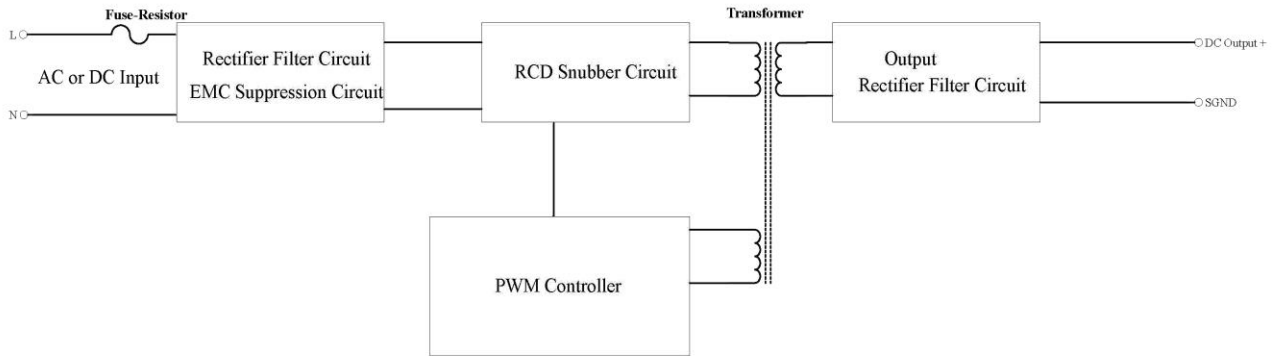 Fuse-Resistor
Transformer
L
AC or DC Input
N
Rectifier Filter Circuit
EMC Suppression Circuit
RCD Snubber Circuit
Output
Rectifier Filter Circuit
DC Output +
SGND
PWM Controller